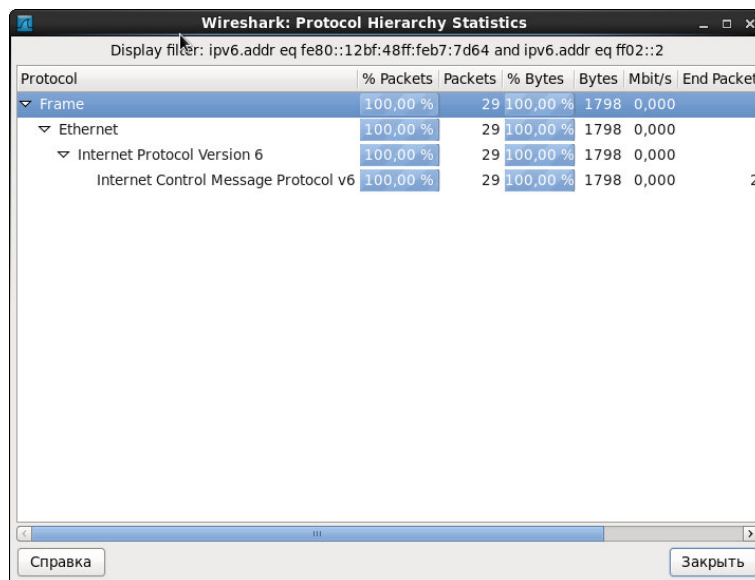 Wireshark: Protocol Hierarchy Statistics
Display filter: ipv6.addr eq fe80::12bf:48ff:feb7:7d64 and ipv6.addr eq ff02::2
Protocol % Packets Packets % Bytes Bytes Mbit/s End Packet
Frame 100,00 % 29 100,00 % 1798 0,000
Ethernet 100,00 % 29 100,00 % 1798 0,000
Internet Protocol Version 6 100,00 % 29 100,00 % 1798 0,000
Internet Control Message Protocol v6 100,00 % 29 100,00 % 1798 0,000
Справка Закрыть